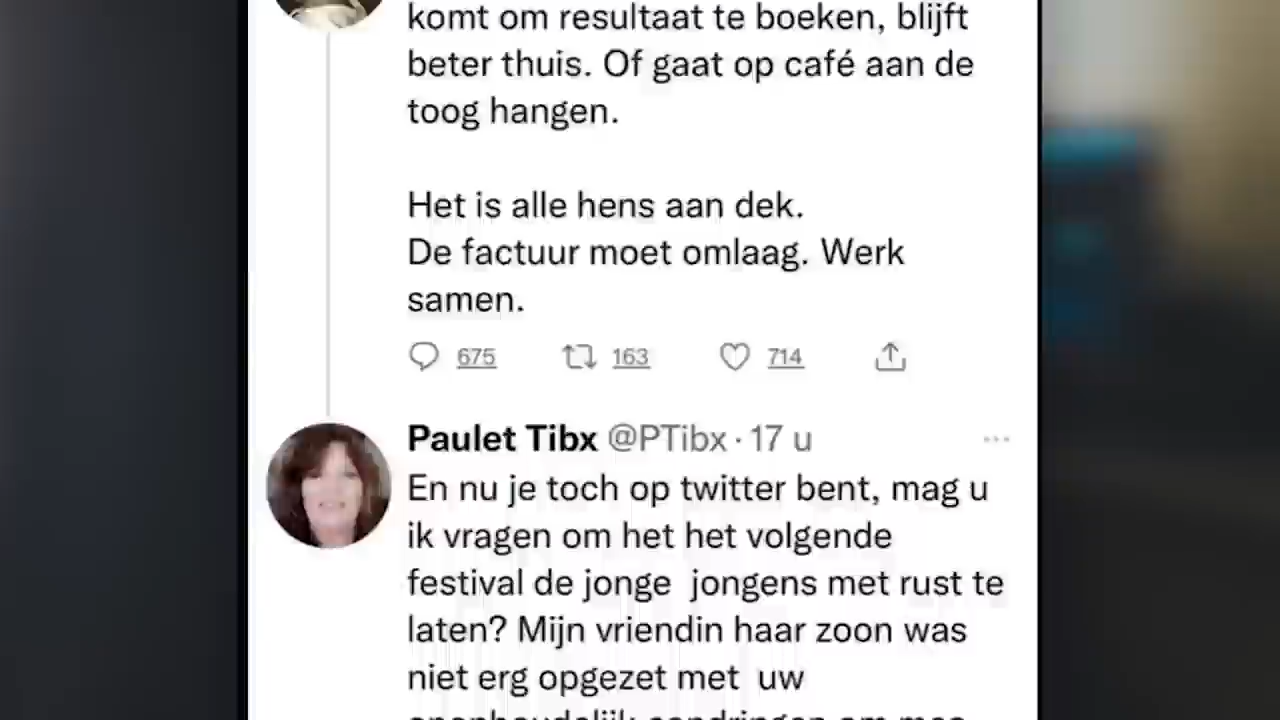 komt om resultaat te boeken, blijft
beter thuis. Of gaat op café aan de
toog hangen.
Het is alle hens aan dek.
De factuur moet omlaag. Werk
samen.
675 163 714
Paulet Tibx @PTibx · 17 u
En nu je toch op twitter bent, mag u
ik vragen om het het volgende
festival de jonge jongens met rust te
laten? Mijn vriendin haar zoon was
niet erg opgezet met uw